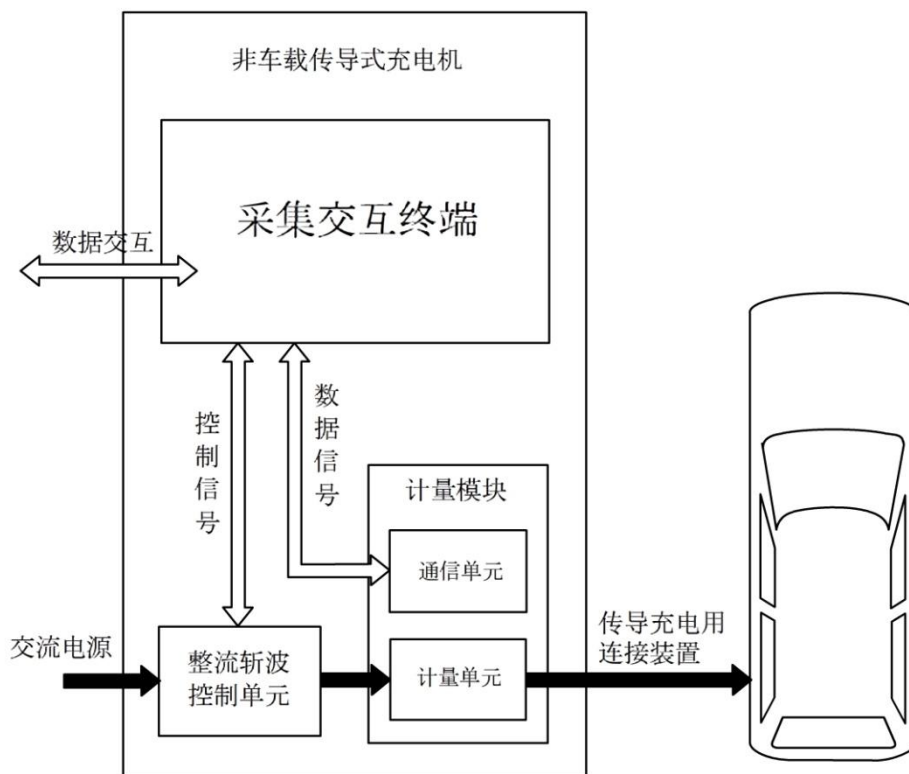 非车载传导式充电机
采集交互终端
数据交互
控制信号
数据信号
计量模块
通信单元
交流电源
整流斩波
控制单元
计量单元
传导充电用
连接装置